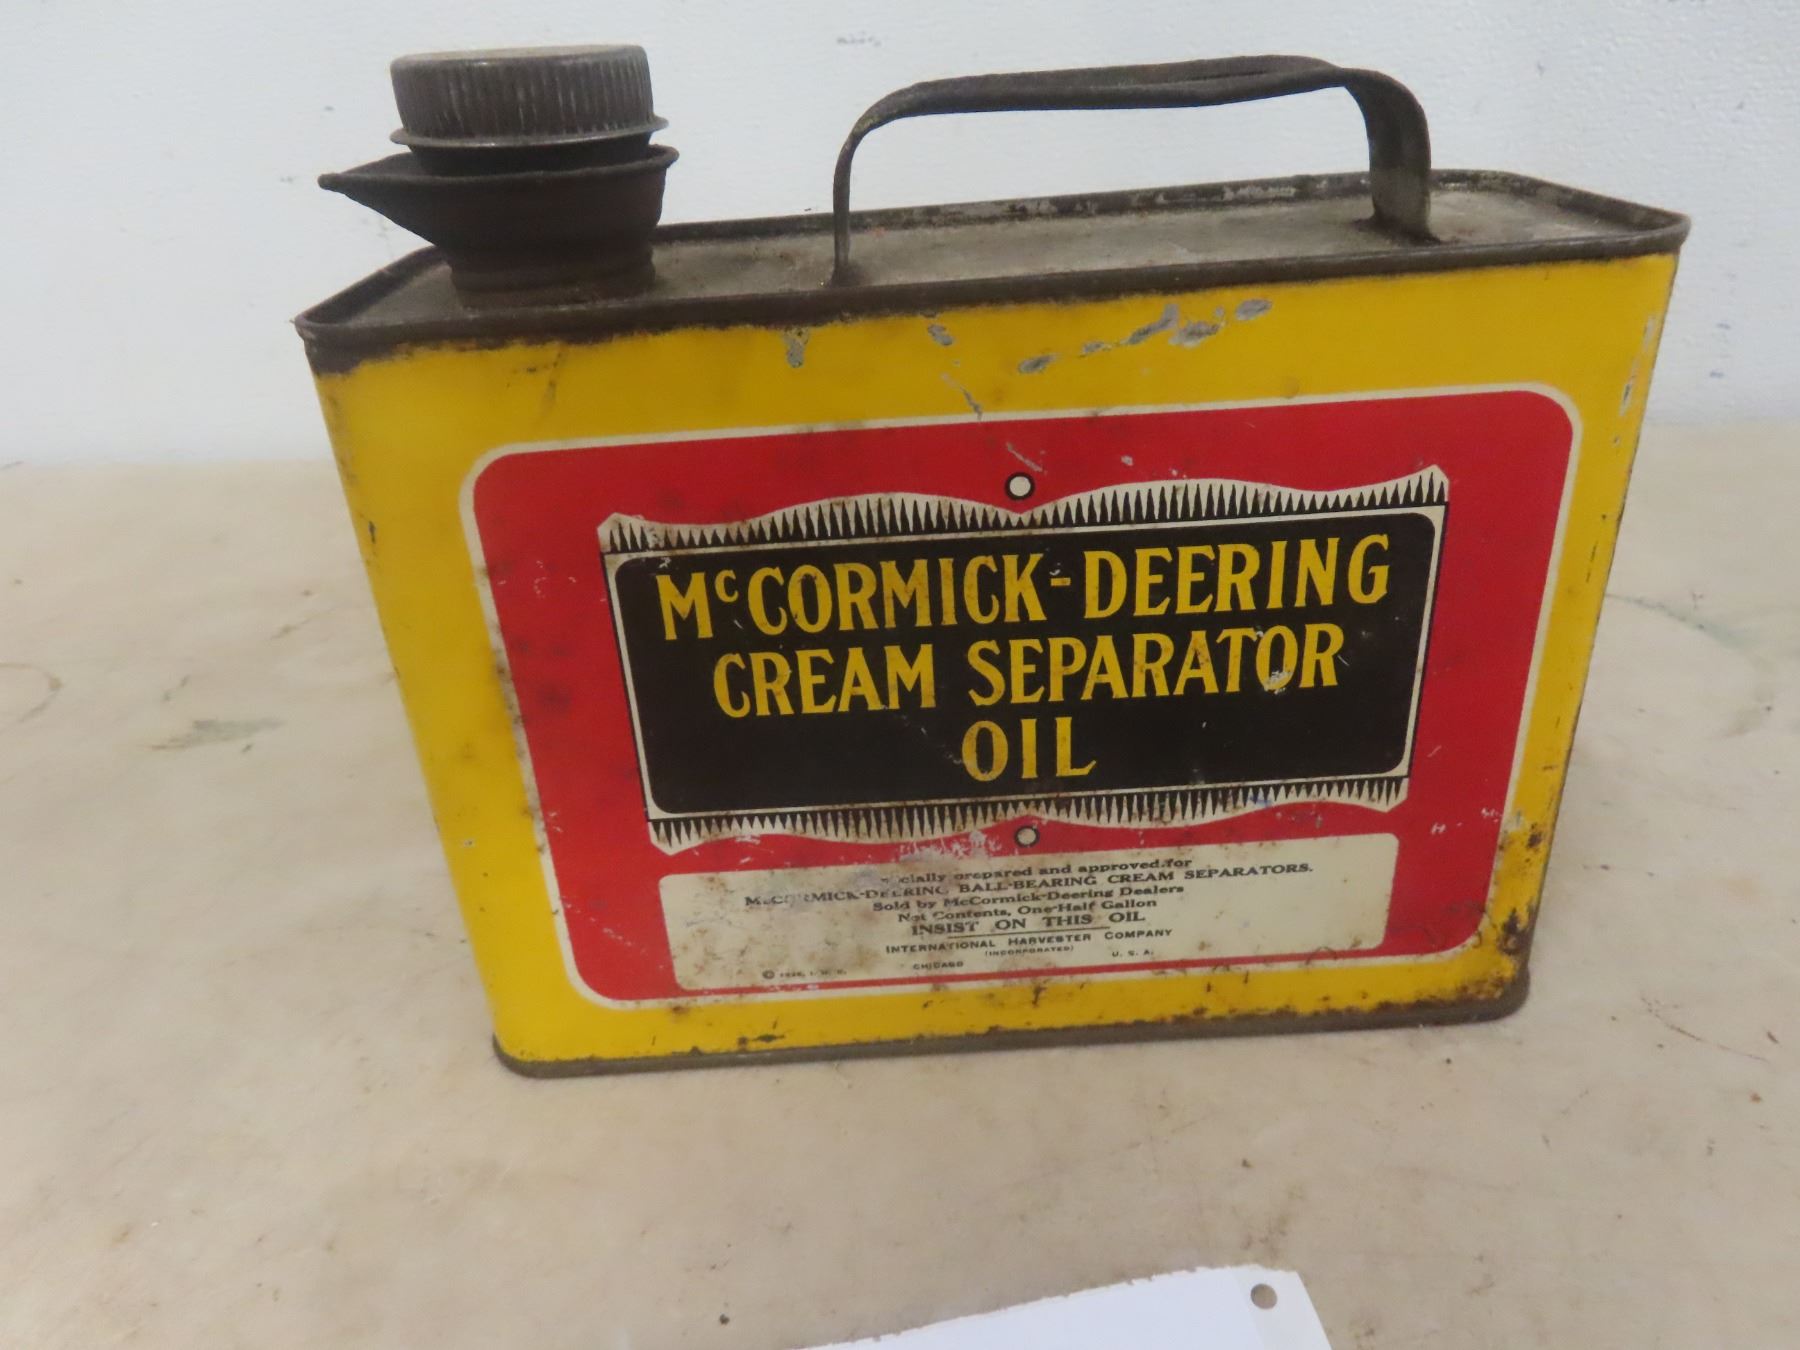 McCORMICK-DEERING
CREAM SEPARATOR
OIL
cially prepared and approved for
McCORMICK-DEERING BALL-BEARING CREAM SEPARATORS.
Sold by McCormick-Deering Dealers
Net Contents, One-Half Gallon
INSIST ON THIS OIL
INTERNATIONAL HARVESTER COMPANY
(INCORPORATED)
CHICAGO U. S. A.
© I. H. C.